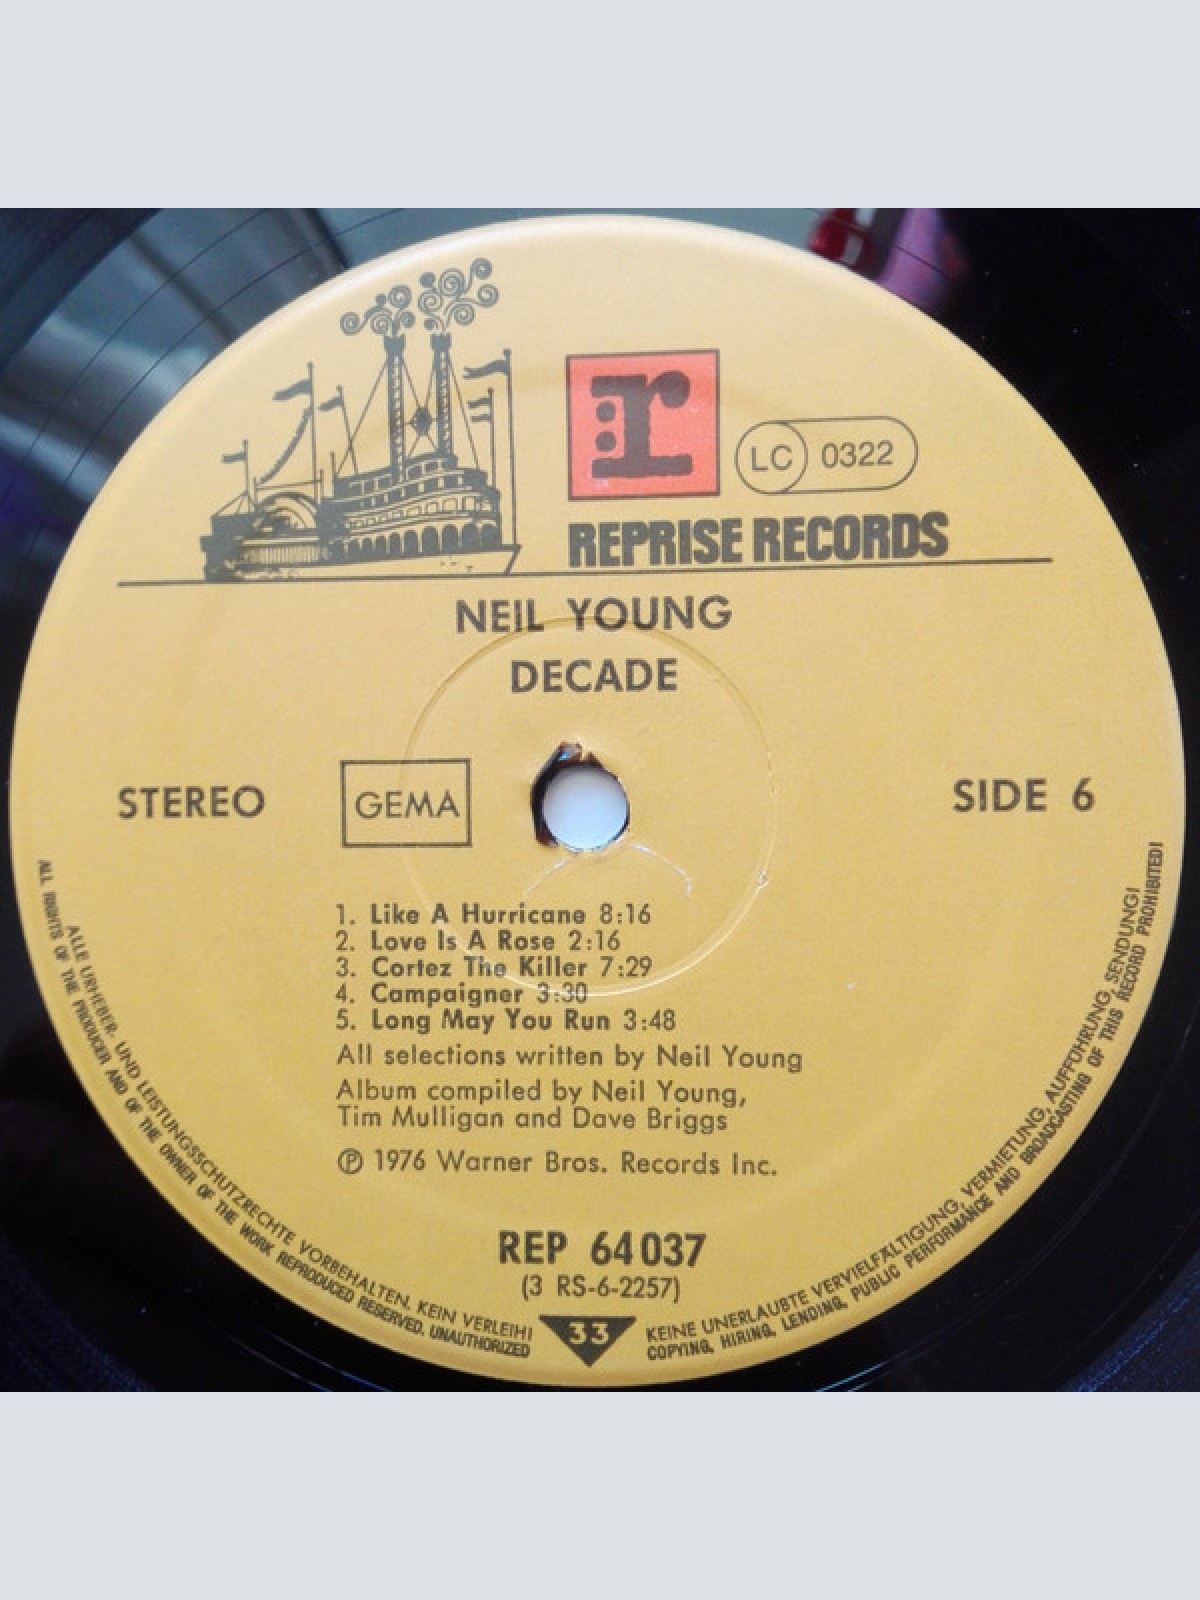 r
LC 0322
REPRISE RECORDS
NEIL YOUNG
DECADE
STEREO
GEMA
SIDE 6
1. Like A Hurricane 8:16
2. Love Is A Rose 2:16
3. Cortez The Killer 7:29
4. Campaigner 3:30
5. Long May You Run 3:48
All selections written by Neil Young
Album compiled by Neil Young,
Tim Mulligan and Dave Briggs
℗ 1976 Warner Bros. Records Inc.
REP 64 037
(3 RS-6-2257)
33
ALLE URHEBER- UND LEISTUNGSSCHUTZRECHTE VORBEHALTEN. KEIN VERLEIH! KEINE UNERLAUBTE VERVIELFÄLTIGUNG, VERMIETUNG, AUFFÜHRUNG, SENDUNG!
ALL RIGHTS OF THE PRODUCER AND OF THE OWNER OF THE WORK REPRODUCED RESERVED. UNAUTHORIZED COPYING, HIRING, LENDING, PUBLIC PERFORMANCE AND BROADCASTING OF THIS RECORD PROHIBITED!